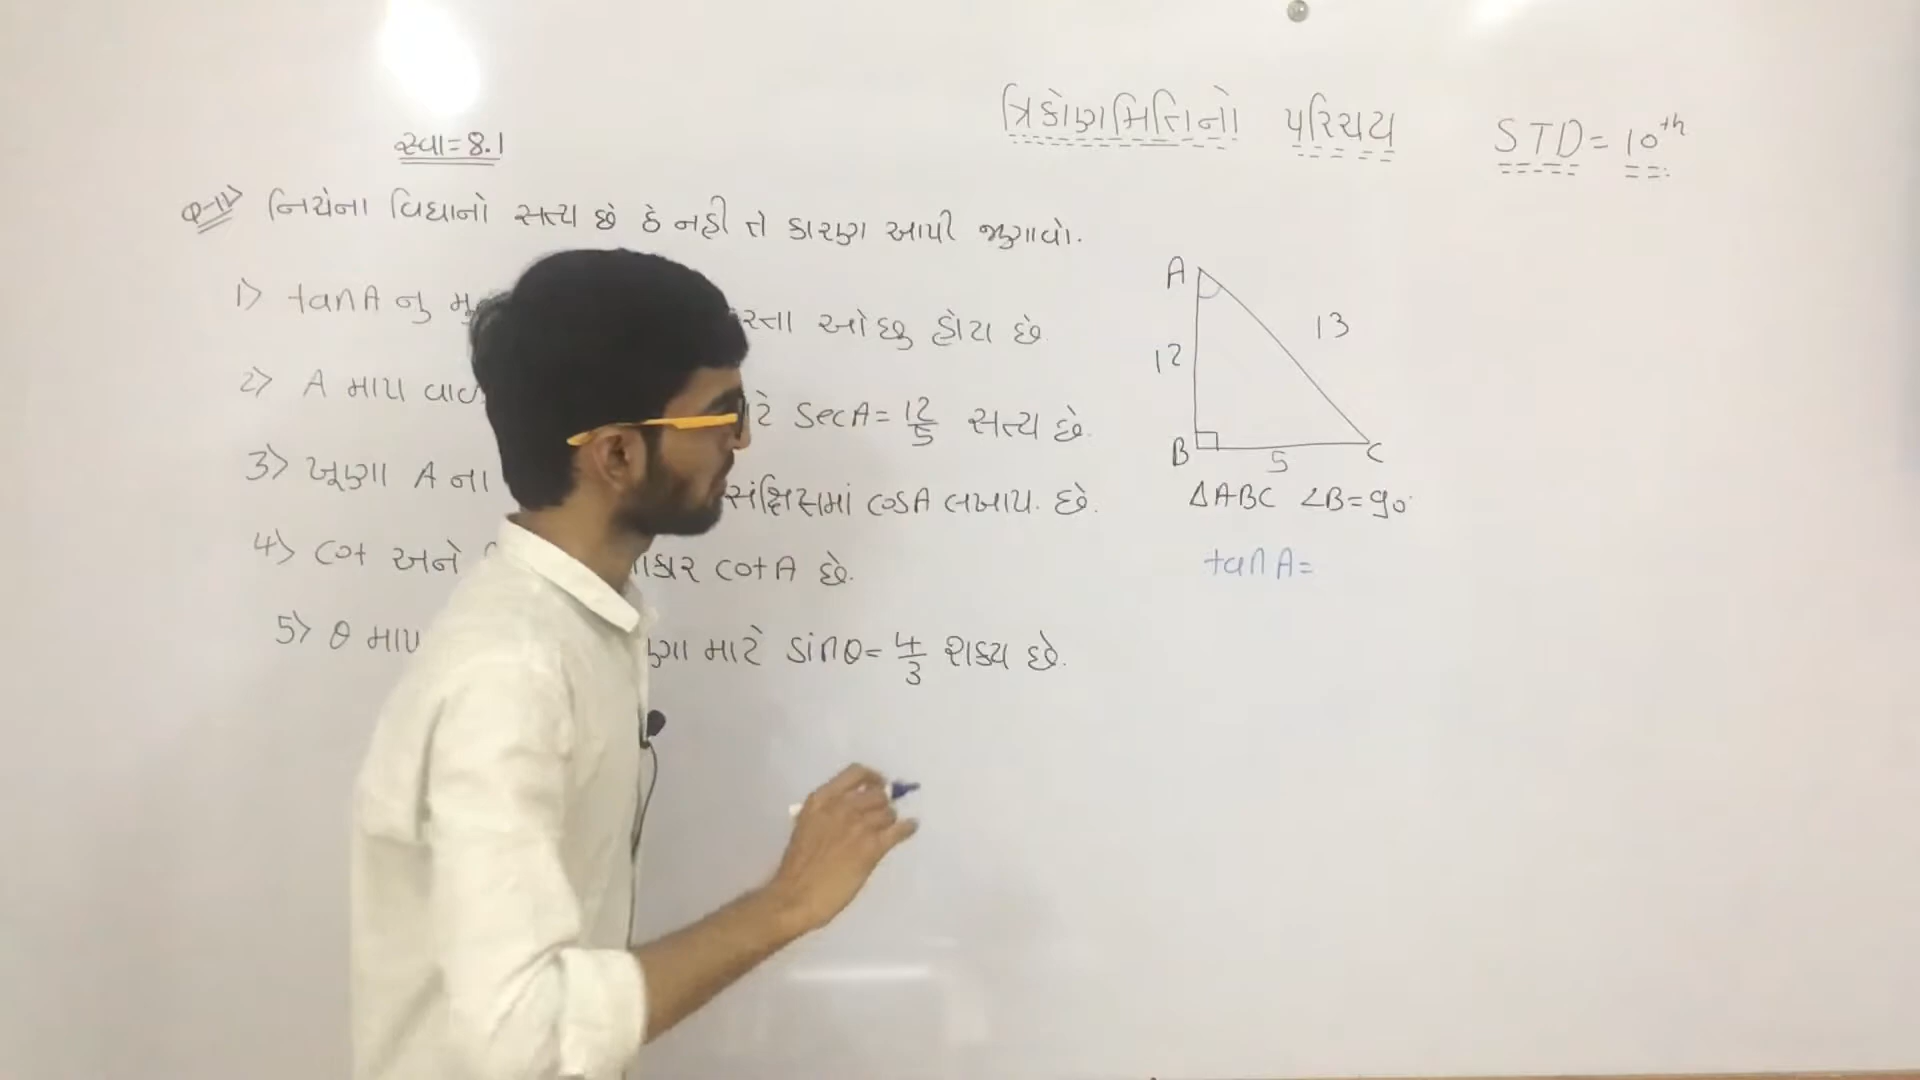 ત્રિકોણમિતિનો પરિચય STD = 10th
સ્વા = 8.1
નિચેના વિધાનો સત્ય છે કે નહી તે કારણ આપી જણાવો.
1> tanA નુ ઓછુ હોય છે.
2> A માપ SecA = 12/5 સત્ય છે.
3> ખૂણા A ના સંક્ષિપ્તમાં cosA લખાય. છે.
4> cot અને cotA છે.
5> θ માપ માટે sinθ = 4/3 શક્ય છે.
A
13
12
B
5
C
ΔABC ∠B = 90°
tanA =